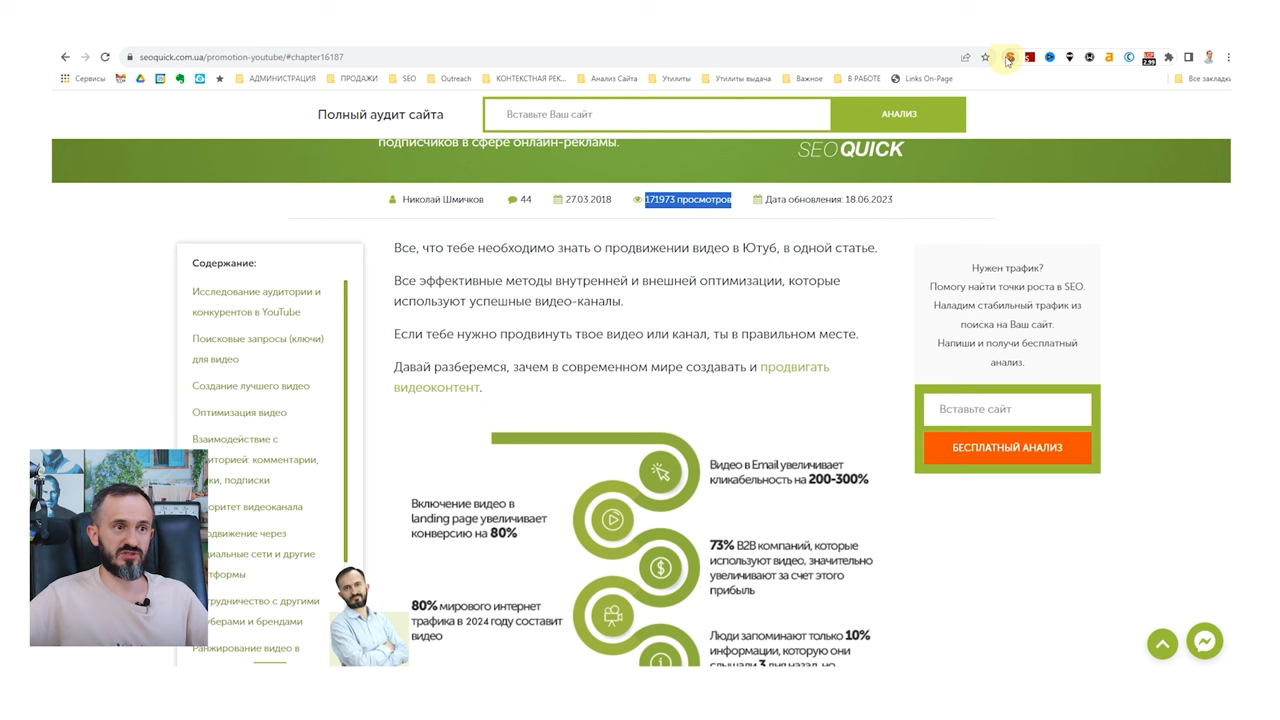 seoquick.com.ua/promotion-youtube/#chapter16187
Сервисы
АДМИНИСТРАЦИЯ
ПРОДАЖИ
SEO
Outreach
КОНТЕКСТНАЯ РЕК...
Анализ Сайта
Утилиты
Утилиты выдача
Важное
В РАБОТЕ
Links On-Page
Все закладки
Полный аудит сайта
Вставьте Ваш сайт
АНАЛИЗ
подписчиков в сфере онлайн-рекламы.
SEOQUICK
Николай Шмичков
44
27.03.2018
171973 просмотров
Дата обновления: 18.06.2023
Содержание:
Исследование аудитории и
конкурентов в YouTube
Поисковые запросы (ключи)
для видео
Создание лучшего видео
Оптимизация видео
Взаимодействие с
комментарии,
подписки
видеоканала
через
сети и другие
с другими
и брендами
Ранжирование видео в
Все, что тебе необходимо знать о продвижении видео в Ютуб, в одной статье.
Все эффективные методы внутренней и внешней оптимизации, которые
используют успешные видео-каналы.
Если тебе нужно продвинуть твое видео или канал, ты в правильном месте.
Давай разберемся, зачем в современном мире создавать и продвигать
видеоконтент.
Включение видео в
landing page увеличивает
конверсию на 80%
80% мирового интернет
трафика в 2024 году составит
видео
Видео в Email увеличивает
кликабельность на 200-300%
73% B2B компаний, которые
используют видео, значительно
увеличивают за счет этого
прибыль
Люди запоминают только 10%
информации, которую они
слышали 3 дня назад, но
Нужен трафик?
Помогу найти точки роста в SEO.
Наладим стабильный трафик из
поиска на Ваш сайт.
Напиши и получи бесплатный
анализ.
Вставьте сайт
БЕСПЛАТНЫЙ АНАЛИЗ